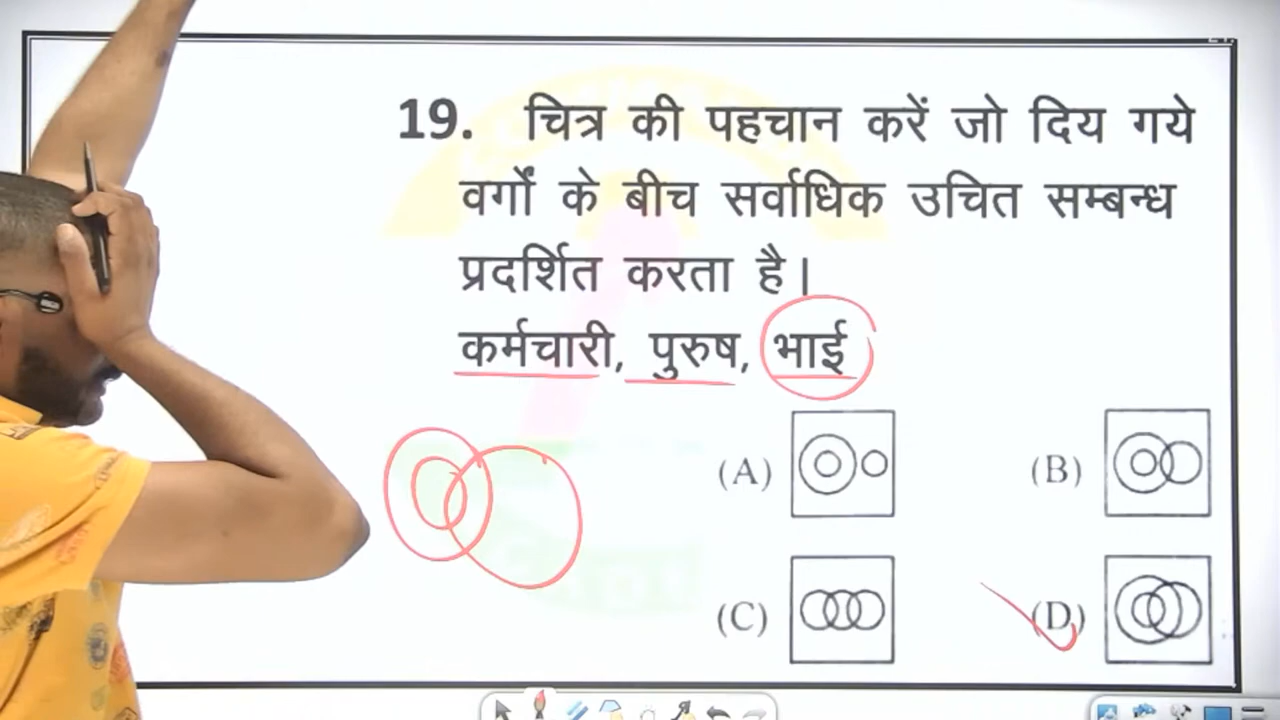 19. चित्र की पहचान करें जो दिय गये
वर्गों के बीच सर्वाधिक उचित सम्बन्ध
प्रदर्शित करता है।
कर्मचारी, पुरुष, भाई
(A) (B)
(C) (D)